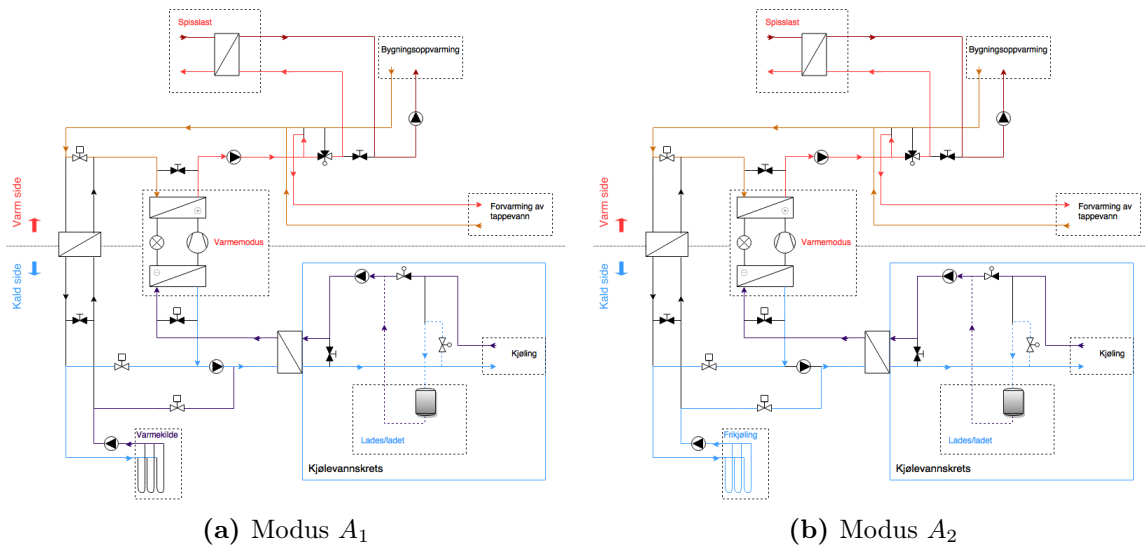 Spisslast
Bygningsoppvarming
Varm side
Kald side
Varmemodus
Forvarming av
tappevann
Kjøling
Varmekilde
Lades/ladet
Kjølevannskrets
(a) Modus A₁
Spisslast
Bygningsoppvarming
Varm side
Kald side
Varmemodus
Forvarming av
tappevann
Kjøling
Frikjøling
Lades/ladet
Kjølevannskrets
(b) Modus A₂